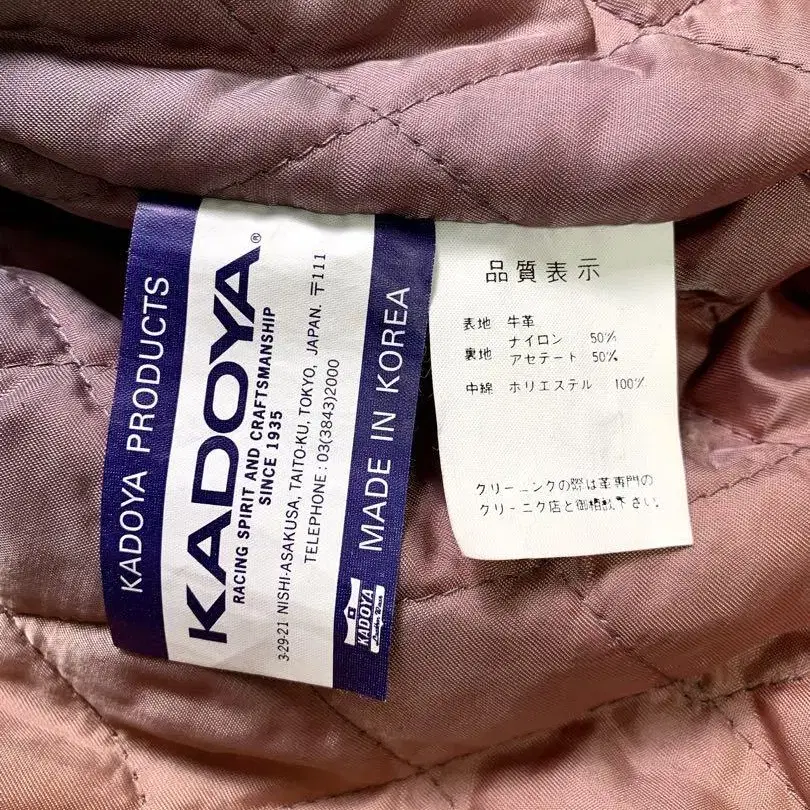 KADOYA PRODUCTS
KADOYA®
RACING SPIRIT AND CRAFTSMANSHIP
SINCE 1935
3-29-21 NISHI-ASAKUSA, TAITO-KU, TOKYO, JAPAN. 〒111
TELEPHONE : 03(3843)2000
MADE IN KOREA
KADOYA
Leather Wear
品質表示
表地 牛革
裏地 ナイロン 50%
アセテート 50%
中綿 ポリエステル 100%
クリーニンクの際は革専門の
クリーニク店と御相談下さい。